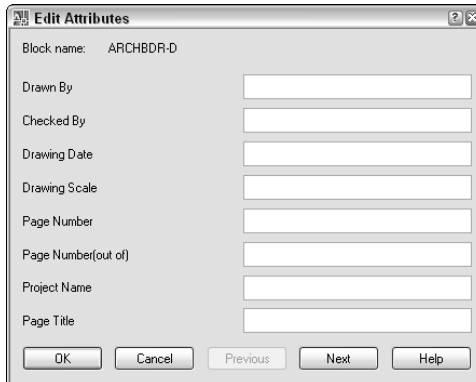 Edit Attributes
Block name: ARCHBDR-D
Drawn By
Checked By
Drawing Date
Drawing Scale
Page Number
Page Number(out of)
Project Name
Page Title
OK Cancel Previous Next Help